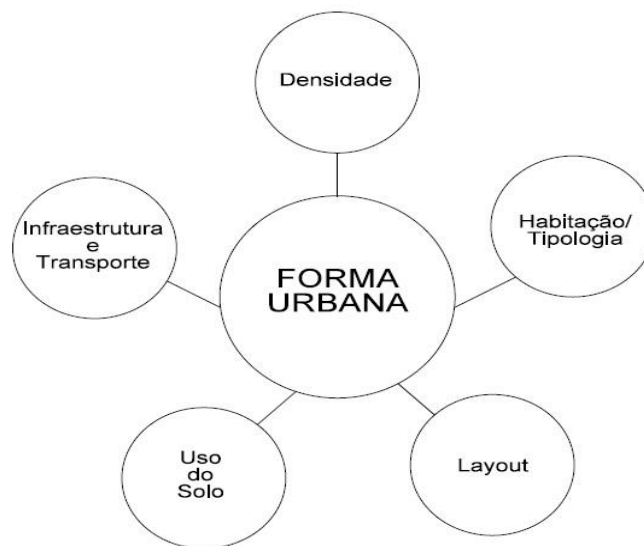 Densidade
Infraestrutura
e
Transporte
Habitação/
Tipologia
FORMA
URBANA
Uso
do
Solo
Layout